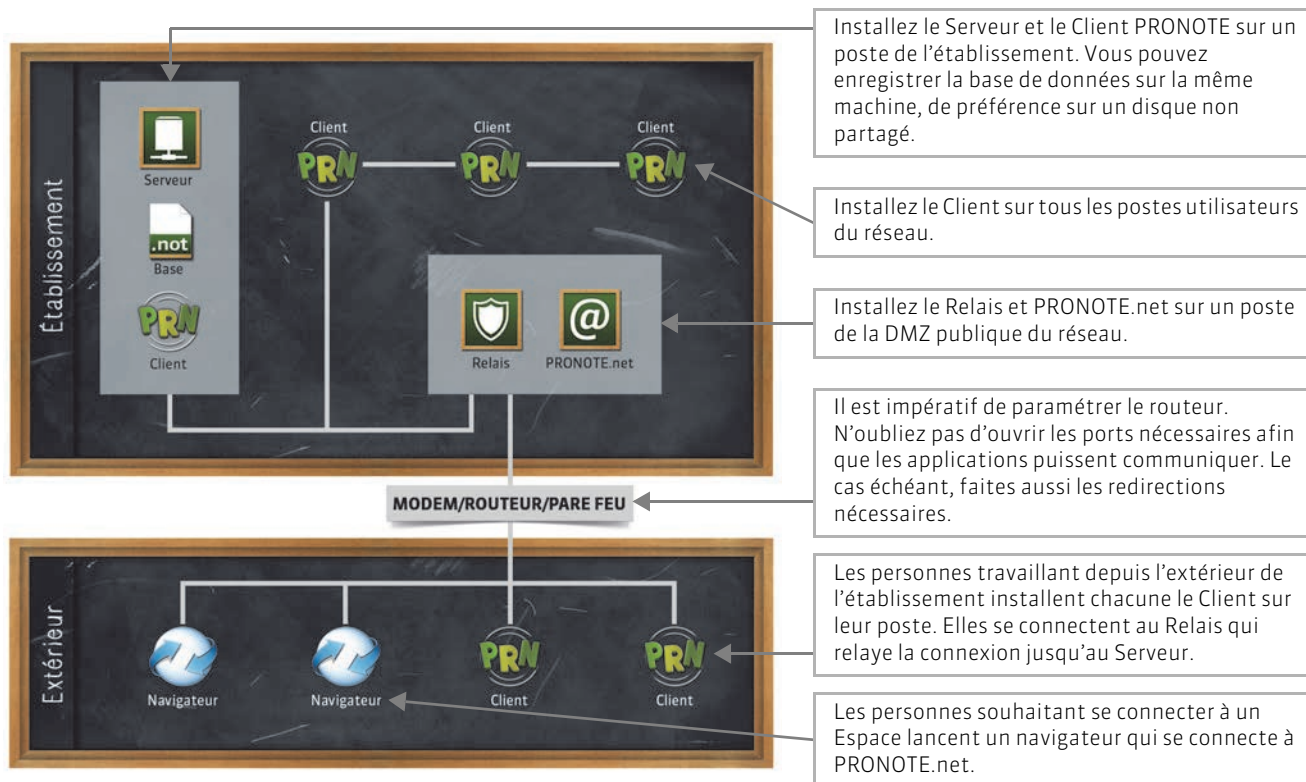 Installez le Serveur et le Client PRONOTE sur un
poste de l'établissement. Vous pouvez
enregistrer la base de données sur la même
machine, de préférence sur un disque non
partagé.
Établissement
Serveur
.not
Base
PRN
Client
Client
PRN
Client
PRN
Client
PRN
Installez le Client sur tous les postes utilisateurs
du réseau.
@
Relais
PRONOTE.net
Installez le Relais et PRONOTE.net sur un poste
de la DMZ publique du réseau.
MODEM/ROUTEUR/PARE FEU
Il est impératif de paramétrer le routeur.
N'oubliez pas d'ouvrir les ports nécessaires afin
que les applications puissent communiquer. Le
cas échéant, faites aussi les redirections
nécessaires.
Extérieur
Navigateur
Navigateur
PRN
Client
PRN
Client
Les personnes travaillant depuis l'extérieur de
l'établissement installent chacune le Client sur
leur poste. Elles se connectent au Relais qui
relaye la connexion jusqu'au Serveur.
Les personnes souhaitant se connecter à un
Espace lancent un navigateur qui se connecte à
PRONOTE.net.